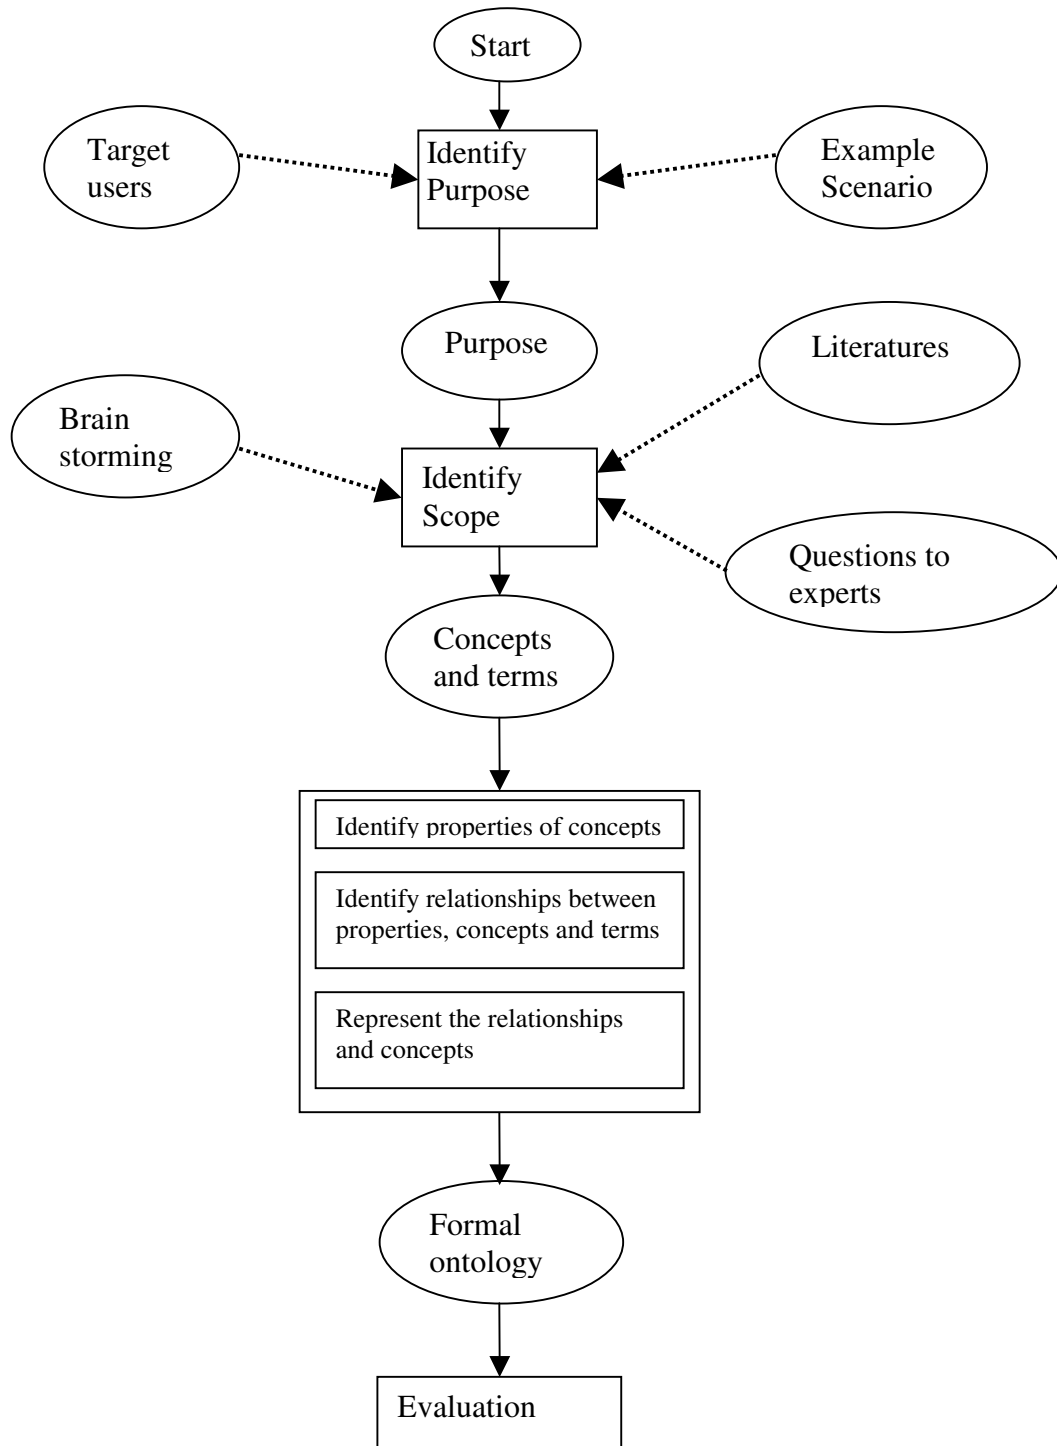 Start
Target
users
Identify
Purpose
Example
Scenario
Purpose
Literatures
Brain
storming
Identify
Scope
Questions to
experts
Concepts
and terms
Identify properties of concepts
Identify relationships between
properties, concepts and terms
Represent the relationships
and concepts
Formal
ontology
Evaluation